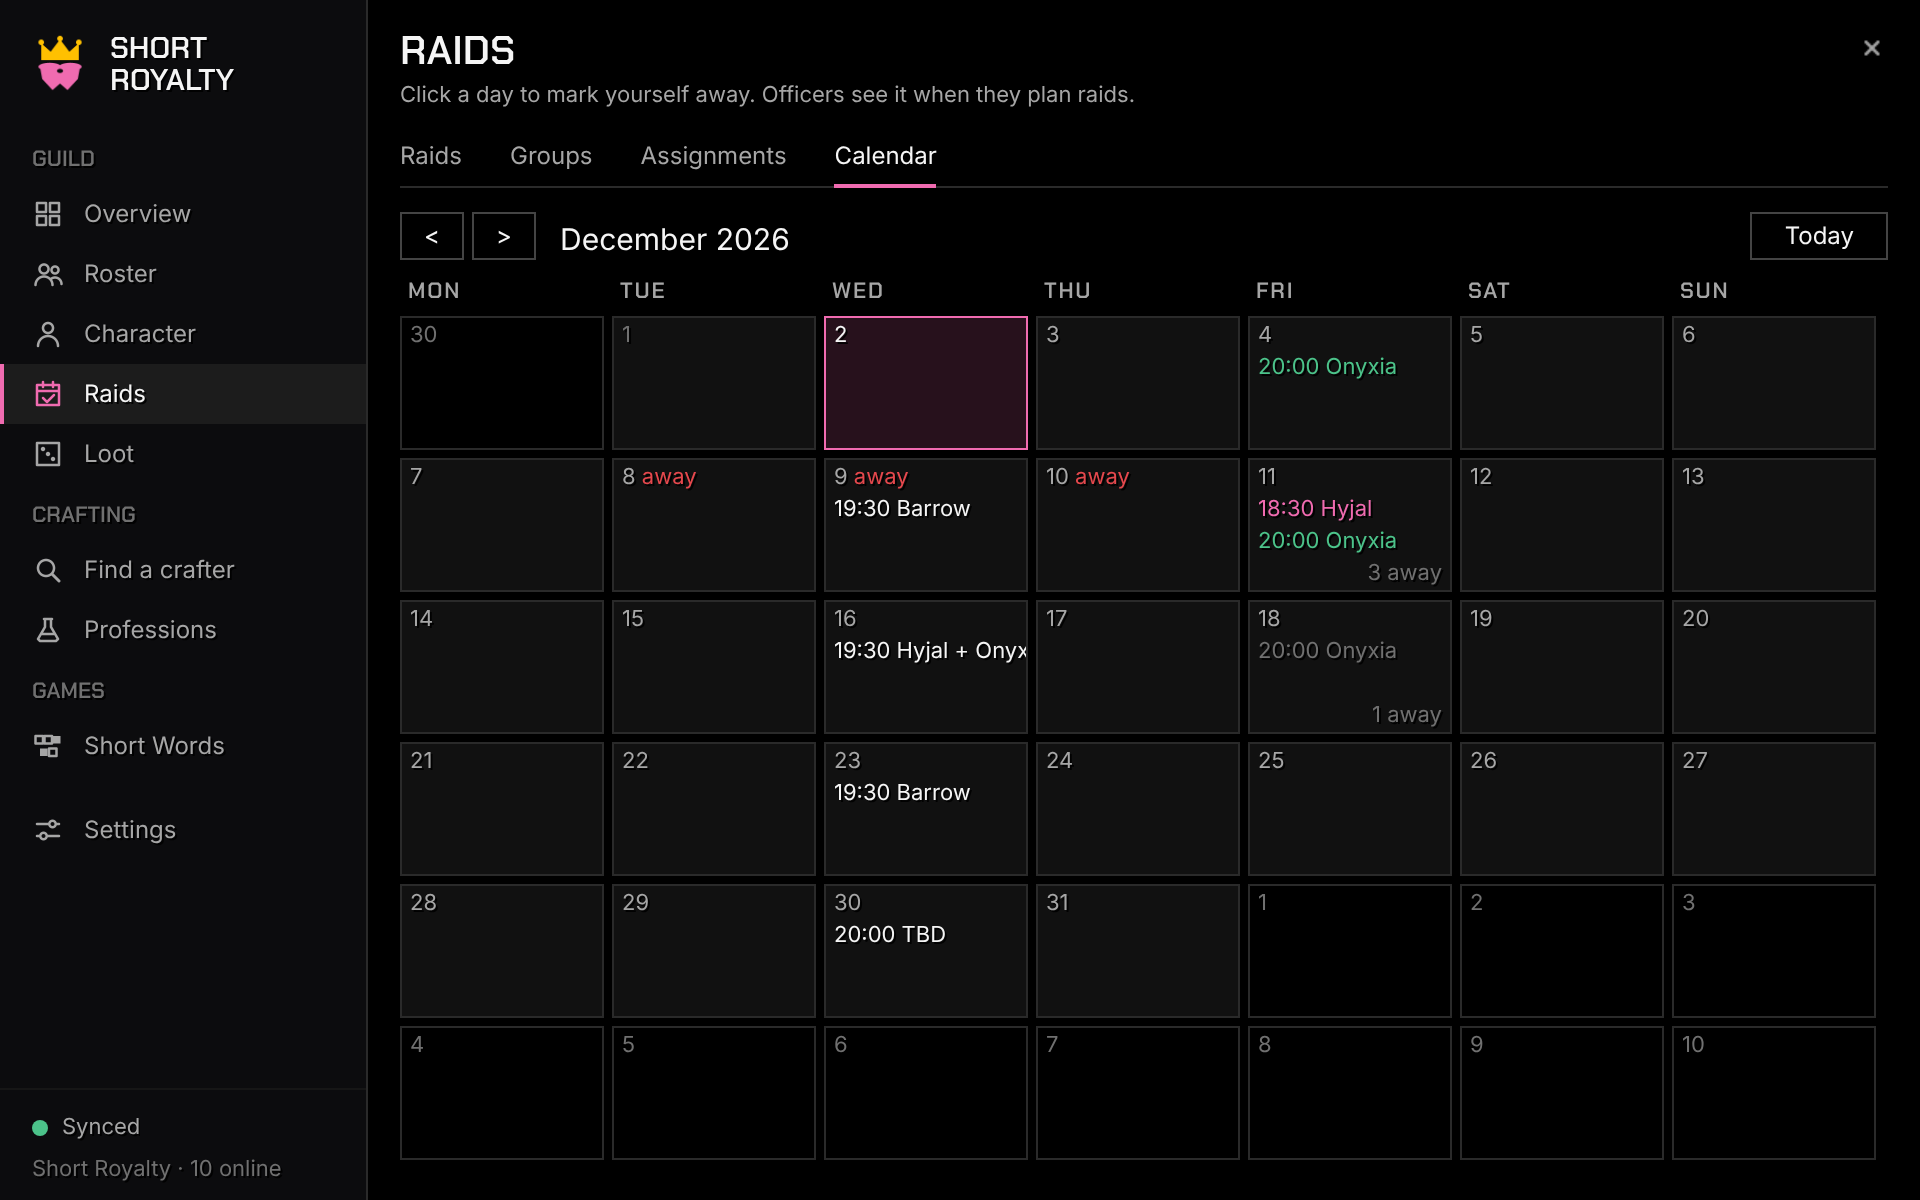 SHORT
ROYALTY
GUILD
Overview
Roster
Character
Raids
Loot
CRAFTING
Find a crafter
Professions
GAMES
Short Words
Settings
Synced
Short Royalty · 10 online
RAIDS
Click a day to mark yourself away. Officers see it when they plan raids.
Raids Groups Assignments Calendar
< > December 2026 Today
MON TUE WED THU FRI SAT SUN
30 1 2 3 4 5 6
20:00 Onyxia
7 8 away 9 away 10 away 11 12 13
19:30 Barrow 18:30 Hyjal
20:00 Onyxia
3 away
14 15 16 17 18 19 20
19:30 Hyjal + Onyx 20:00 Onyxia
1 away
21 22 23 24 25 26 27
19:30 Barrow
28 29 30 31 1 2 3
20:00 TBD
4 5 6 7 8 9 10